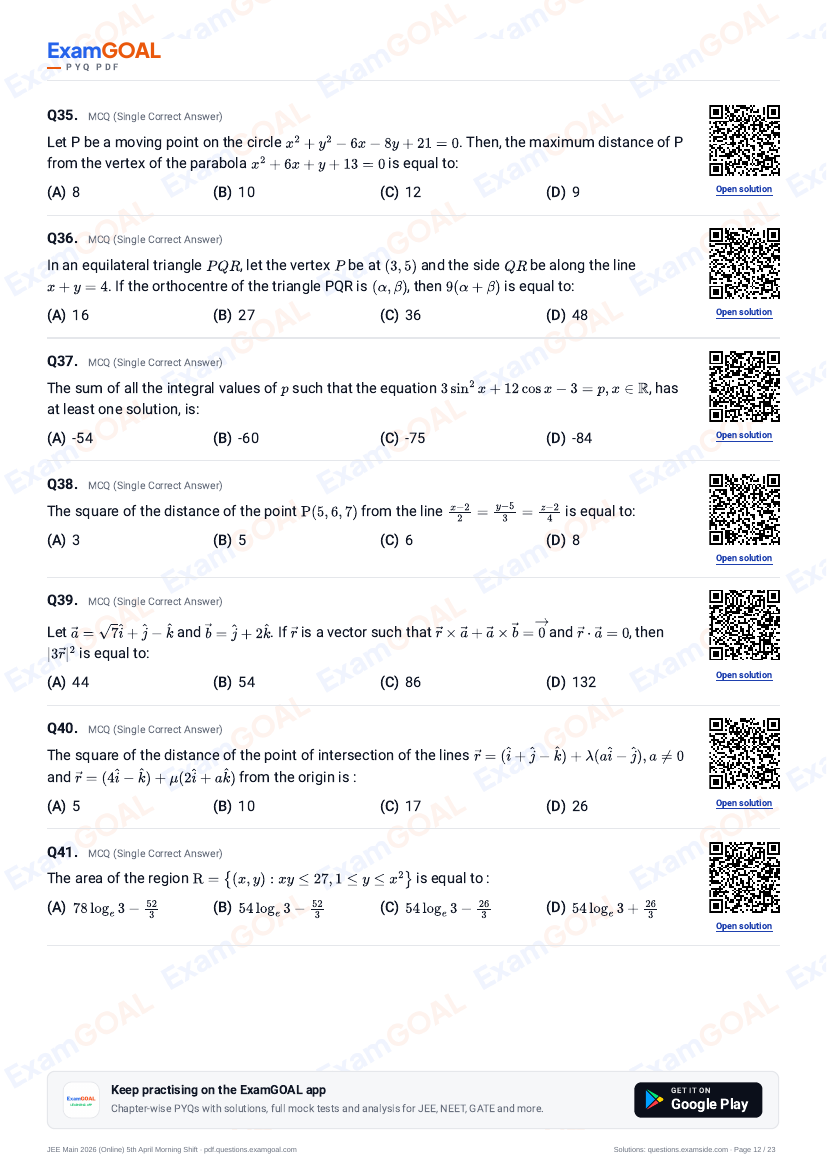 ExamGOAL
PYQ PDF
Q35. MCQ (Single Correct Answer)
Let P be a moving point on the circle x² + y² − 6x − 8y + 21 = 0. Then, the maximum distance of P
from the vertex of the parabola x² + 6x + y + 13 = 0 is equal to:
(A) 8 (B) 10 (C) 12 (D) 9
Open solution
Q36. MCQ (Single Correct Answer)
In an equilateral triangle PQR, let the vertex P be at (3, 5) and the side QR be along the line
x + y = 4. If the orthocentre of the triangle PQR is (α, β), then 9(α + β) is equal to:
(A) 16 (B) 27 (C) 36 (D) 48
Open solution
Q37. MCQ (Single Correct Answer)
The sum of all the integral values of p such that the equation 3 sin² x + 12 cos x − 3 = p, x ∈ ℝ, has
at least one solution, is:
(A) -54 (B) -60 (C) -75 (D) -84
Open solution
Q38. MCQ (Single Correct Answer)
The square of the distance of the point P(5, 6, 7) from the line (x−2)/2 = (y−5)/3 = (z−2)/4 is equal to:
(A) 3 (B) 5 (C) 6 (D) 8
Open solution
Q39. MCQ (Single Correct Answer)
Let a⃗ = √7î + ĵ − k̂ and b⃗ = ĵ + 2k̂. If r⃗ is a vector such that r⃗ × a⃗ + a⃗ × b⃗ = 0⃗ and r⃗ · a⃗ = 0, then
|3r⃗|² is equal to:
(A) 44 (B) 54 (C) 86 (D) 132
Open solution
Q40. MCQ (Single Correct Answer)
The square of the distance of the point of intersection of the lines r⃗ = (î + ĵ − k̂) + λ(aî − ĵ), a ≠ 0
and r⃗ = (4î − k̂) + μ(2î + ak̂) from the origin is :
(A) 5 (B) 10 (C) 17 (D) 26
Open solution
Q41. MCQ (Single Correct Answer)
The area of the region R = {(x, y) : xy ≤ 27, 1 ≤ y ≤ x²} is equal to :
(A) 78 logₑ 3 − 52/3 (B) 54 logₑ 3 − 52/3 (C) 54 logₑ 3 − 26/3 (D) 54 logₑ 3 + 26/3
Open solution
Keep practising on the ExamGOAL app
Chapter-wise PYQs with solutions, full mock tests and analysis for JEE, NEET, GATE and more.
GET IT ON
Google Play
JEE Main 2026 (Online) 5th April Morning Shift · pdf.questions.examgoal.com
Solutions: questions.examside.com · Page 12 / 23